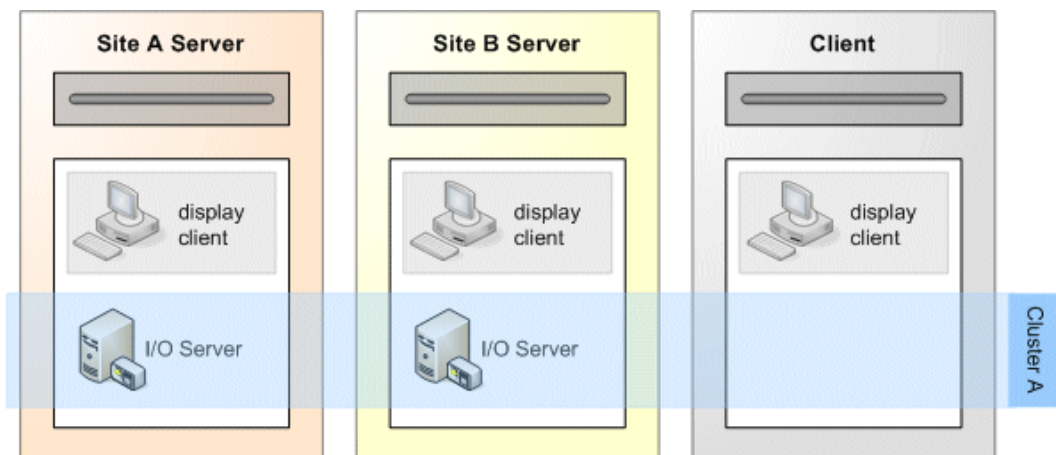 Site A Server
Site B Server
Client
display
client
display
client
display
client
I/O Server
I/O Server
Cluster A